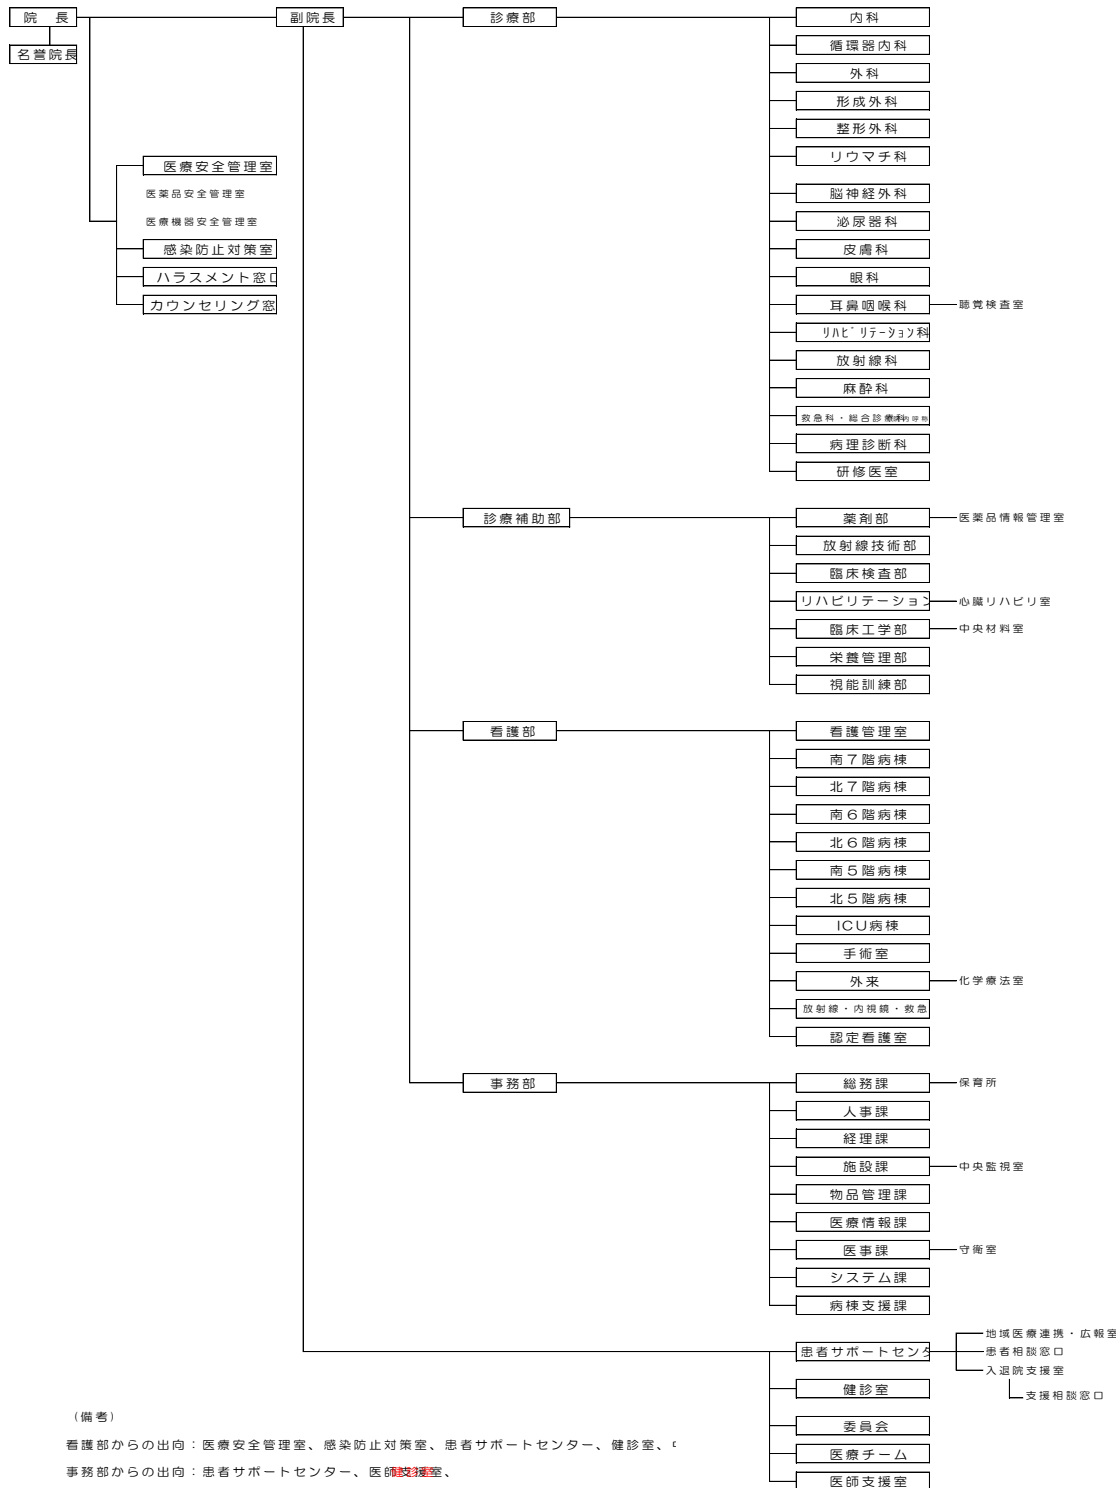 院　長
副院長
診療部
内科
名誉院長
循環器内科
外科
形成外科
整形外科
リウマチ科
医療安全管理室
医薬品安全管理室
脳神経外科
医療機器安全管理室
泌尿器科
感染防止対策室
皮膚科
ハラスメント窓口
眼科
カウンセリング窓
耳鼻咽喉科
聴覚検査室
リハビリテーション科
放射線科
麻酔科
救急科・総合診療科
病理診断科
研修医室
診療補助部
薬剤部
医薬品情報管理室
放射線技術部
臨床検査部
リハビリテーション
心臓リハビリ室
臨床工学部
中央材料室
栄養管理部
視能訓練部
看護部
看護管理室
南７階病棟
北７階病棟
南６階病棟
北６階病棟
南５階病棟
北５階病棟
ICU病棟
手術室
外来
化学療法室
放射線・内視鏡・救急
認定看護室
事務部
総務課
保育所
人事課
経理課
施設課
中央監視室
物品管理課
医療情報課
医事課
守衛室
システム課
病棟支援課
地域医療連携・広報室
患者サポートセンタ
患者相談窓口
入退院支援室
健診室
支援相談窓口
委員会
医療チーム
医師支援室
（備考）
看護部からの出向：医療安全管理室、感染防止対策室、患者サポートセンター、健診室、
事務部からの出向：患者サポートセンター、医師支援室、
健診室